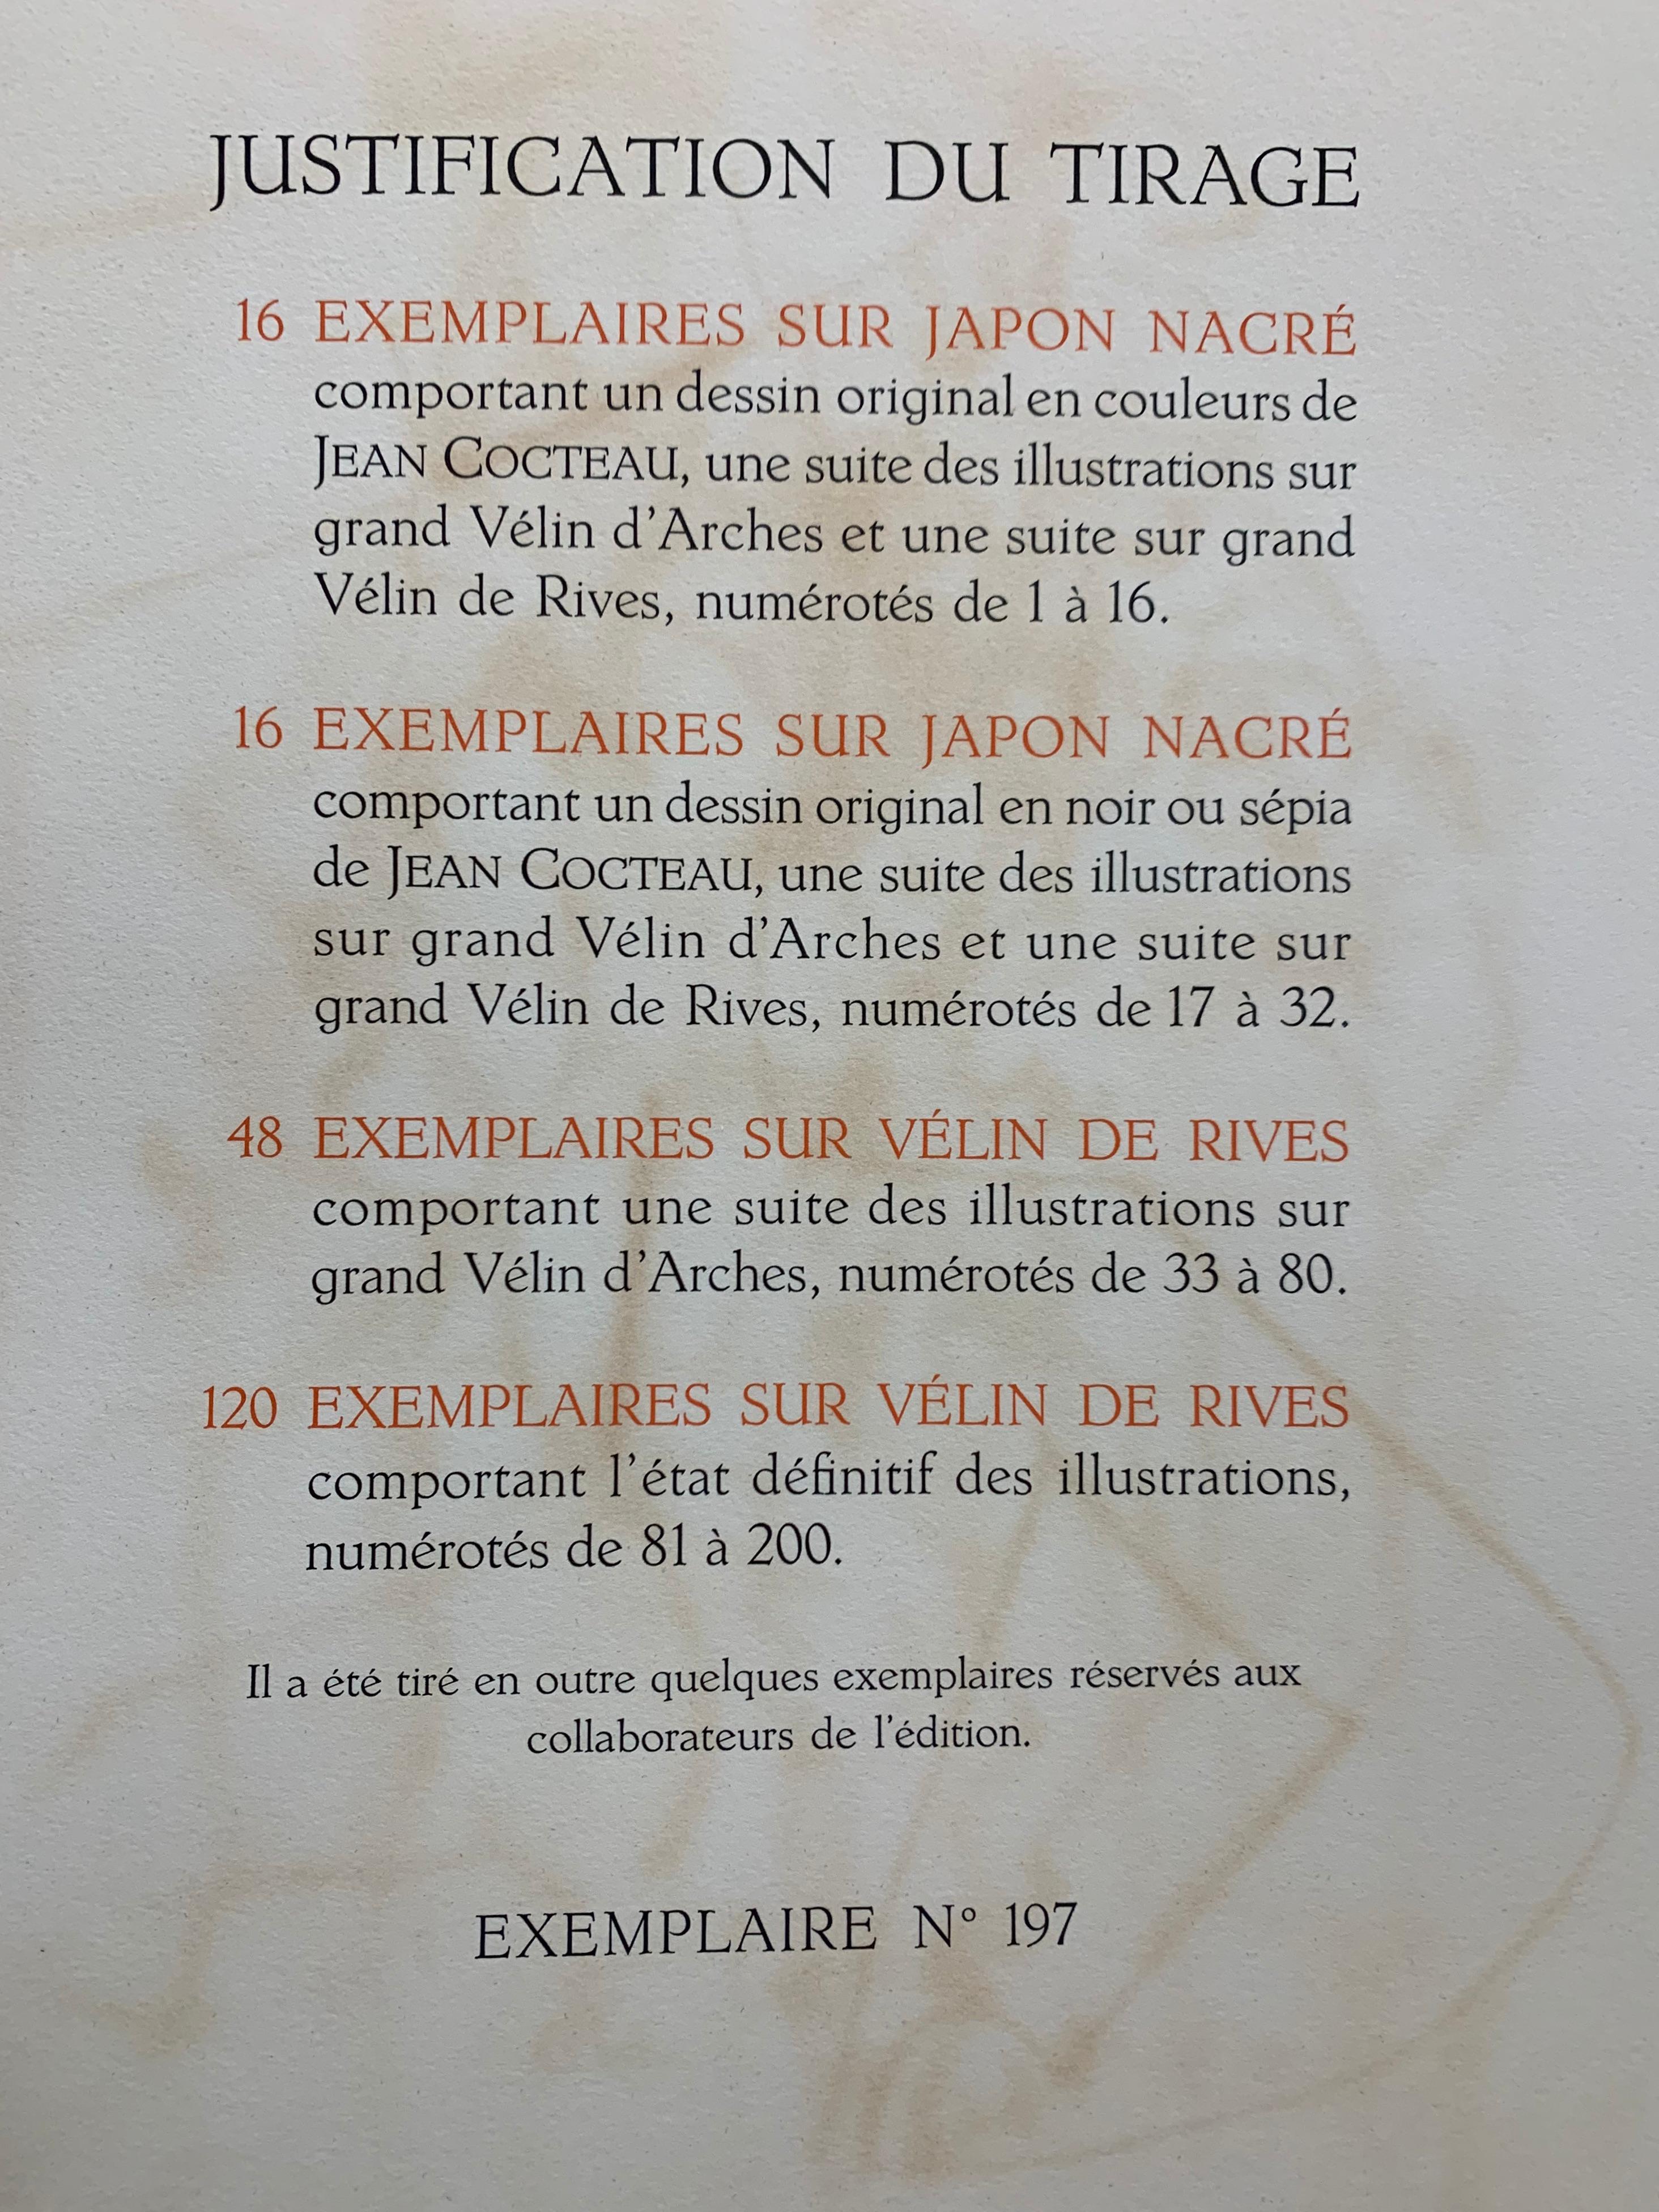 JUSTIFICATION DU TIRAGE
16 EXEMPLAIRES SUR JAPON NACRÉ
comportant un dessin original en couleurs de
JEAN COCTEAU, une suite des illustrations sur
grand Vélin d'Arches et une suite sur grand
Vélin de Rives, numérotés de 1 à 16.
16 EXEMPLAIRES SUR JAPON NACRÉ
comportant un dessin original en noir ou sépia
de JEAN COCTEAU, une suite des illustrations
sur grand Vélin d'Arches et une suite sur
grand Vélin de Rives, numérotés de 17 à 32.
48 EXEMPLAIRES SUR VÉLIN DE RIVES
comportant une suite des illustrations sur
grand Vélin d'Arches, numérotés de 33 à 80.
120 EXEMPLAIRES SUR VÉLIN DE RIVES
comportant l'état définitif des illustrations,
numérotés de 81 à 200.
Il a été tiré en outre quelques exemplaires réservés aux
collaborateurs de l'édition.
EXEMPLAIRE N° 197